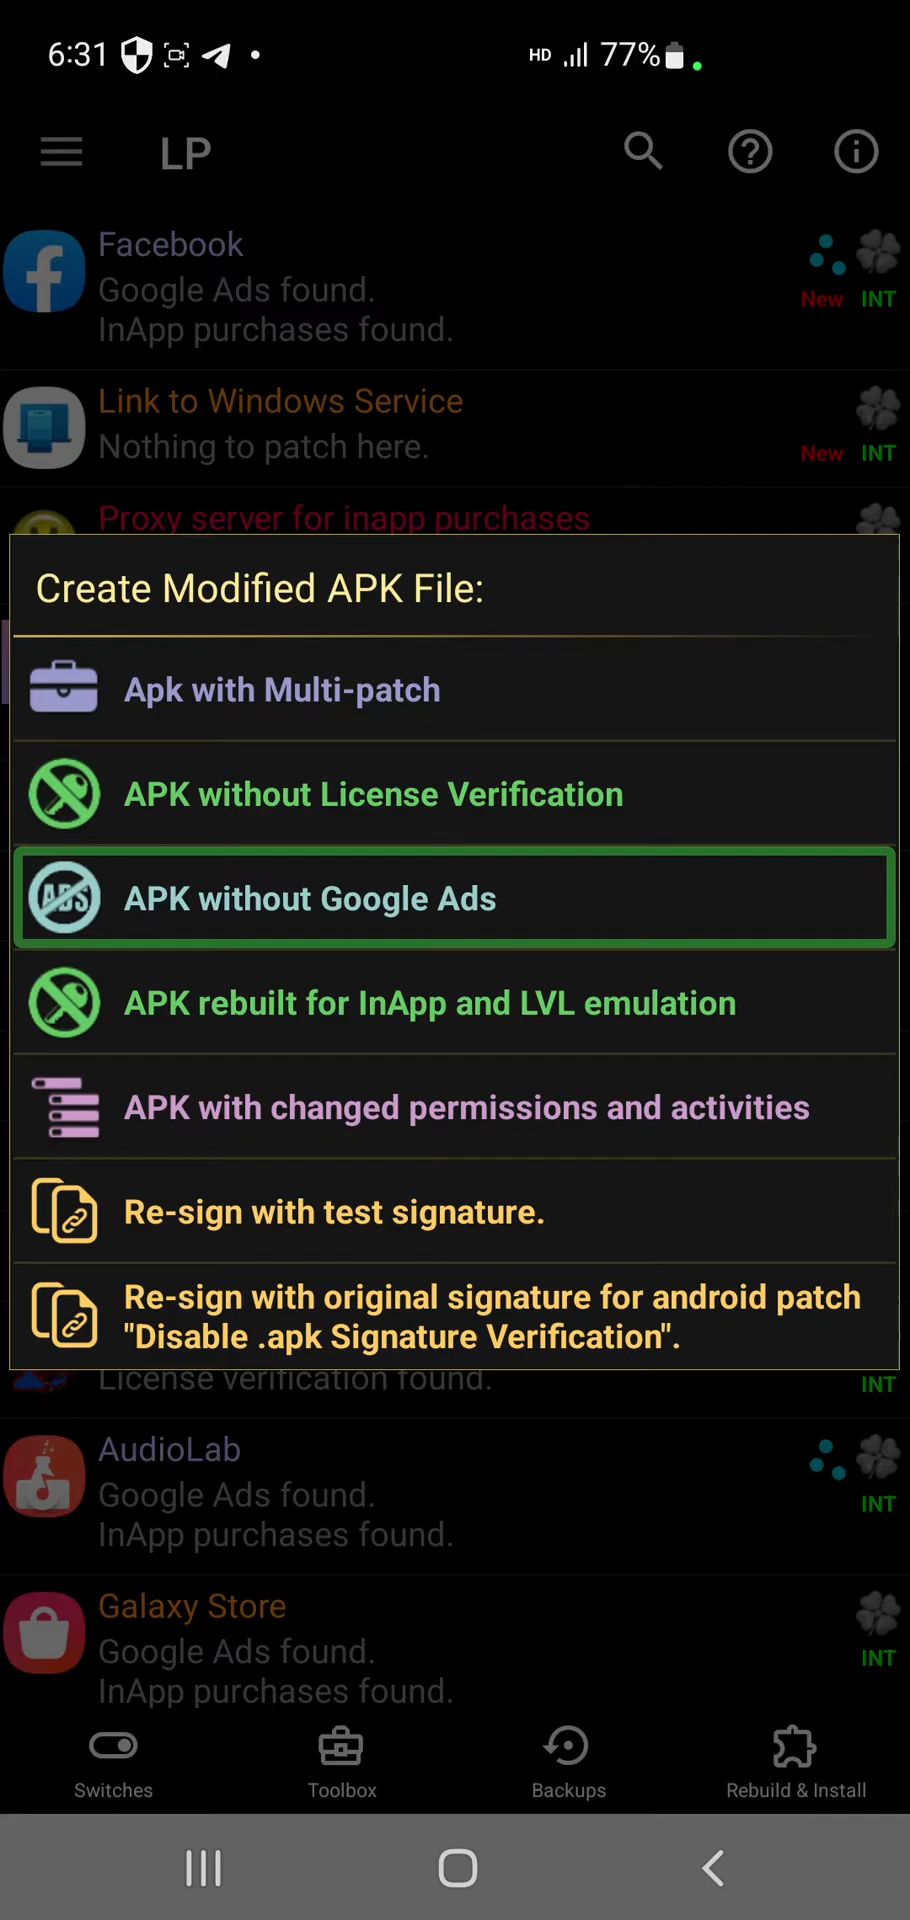 6:31
HD
77%
LP
Facebook
Google Ads found.
InApp purchases found.
New
INT
Link to Windows Service
Nothing to patch here.
New
INT
Proxy server for inapp purchases
Create Modified APK File:
Apk with Multi-patch
APK without License Verification
ADS
APK without Google Ads
APK rebuilt for InApp and LVL emulation
APK with changed permissions and activities
Re-sign with test signature.
Re-sign with original signature for android patch
"Disable .apk Signature Verification".
License verification found.
INT
AudioLab
Google Ads found.
InApp purchases found.
INT
Galaxy Store
Google Ads found.
InApp purchases found.
INT
Switches
Toolbox
Backups
Rebuild & Install